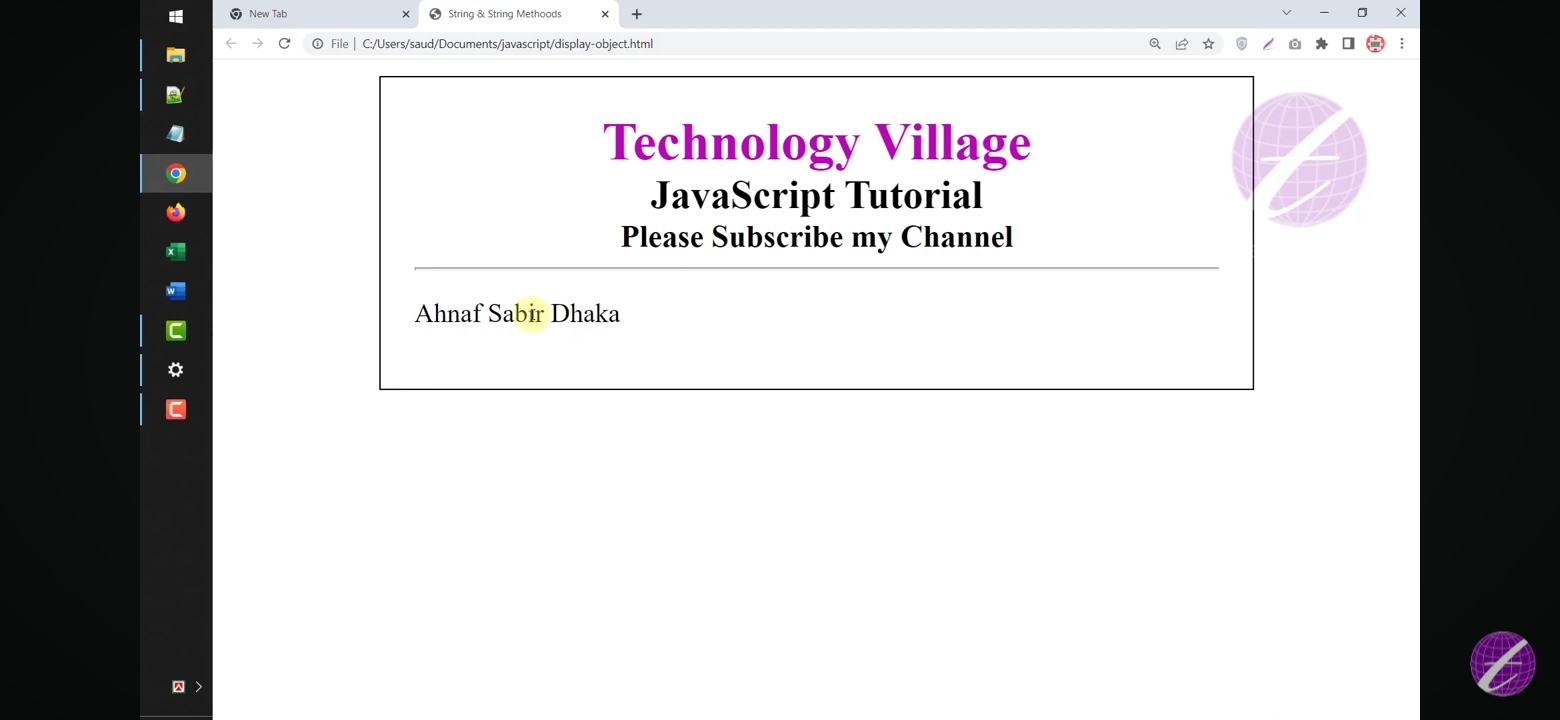 New Tab
String & String Methoods
File
C:/Users/saud/Documents/javascript/display-object.html
Technology Village
JavaScript Tutorial
Please Subscribe my Channel
Ahnaf Sabir Dhaka